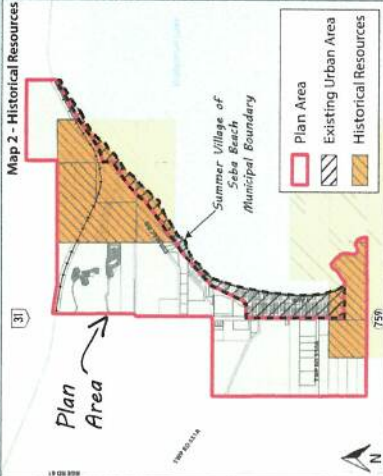 Map 2 - Historical Resources
31
Plan
Area
Summer Village of
Seba Beach
Municipal Boundary
Plan Area
Existing Urban Area
Historical Resources
(759)
N